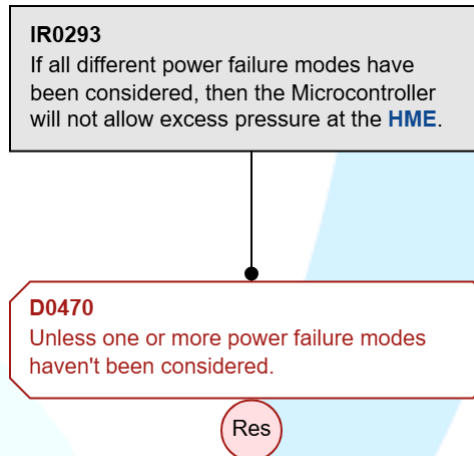 IR0293
If all different power failure modes have
been considered, then the Microcontroller
will not allow excess pressure at the HME.
D0470
Unless one or more power failure modes
haven't been considered.
Res